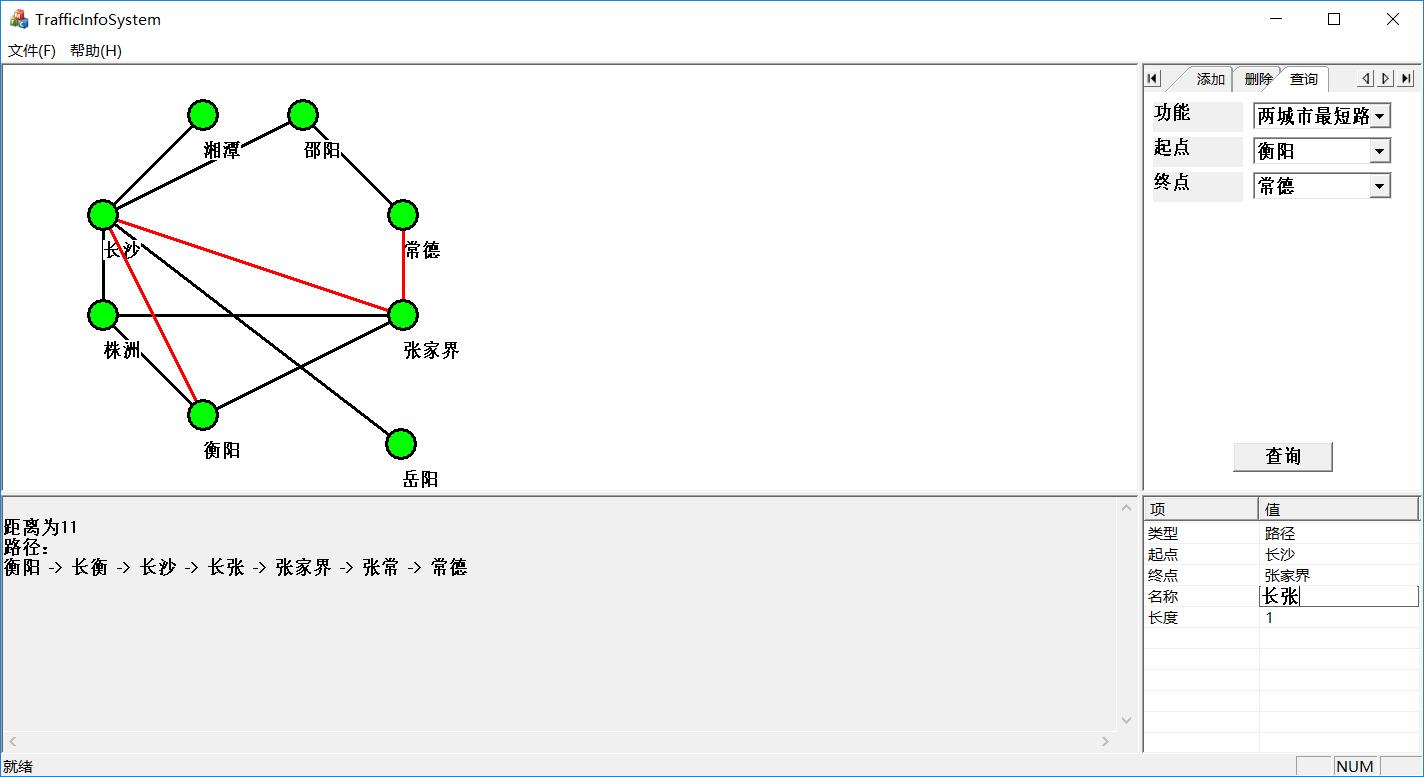 TrafficInfoSystem
文件(F) 帮助(H)
湘潭
邵阳
长沙
常德
株洲
张家界
衡阳
岳阳
添加 删除 查询
功能 两城市最短路
起点 衡阳
终点 常德
查询
距离为11
路径:
衡阳 -> 长衡 -> 长沙 -> 长张 -> 张家界 -> 张常 -> 常德
项 值
类型 路径
起点 长沙
终点 张家界
名称 长张
长度 1
就绪
NUM